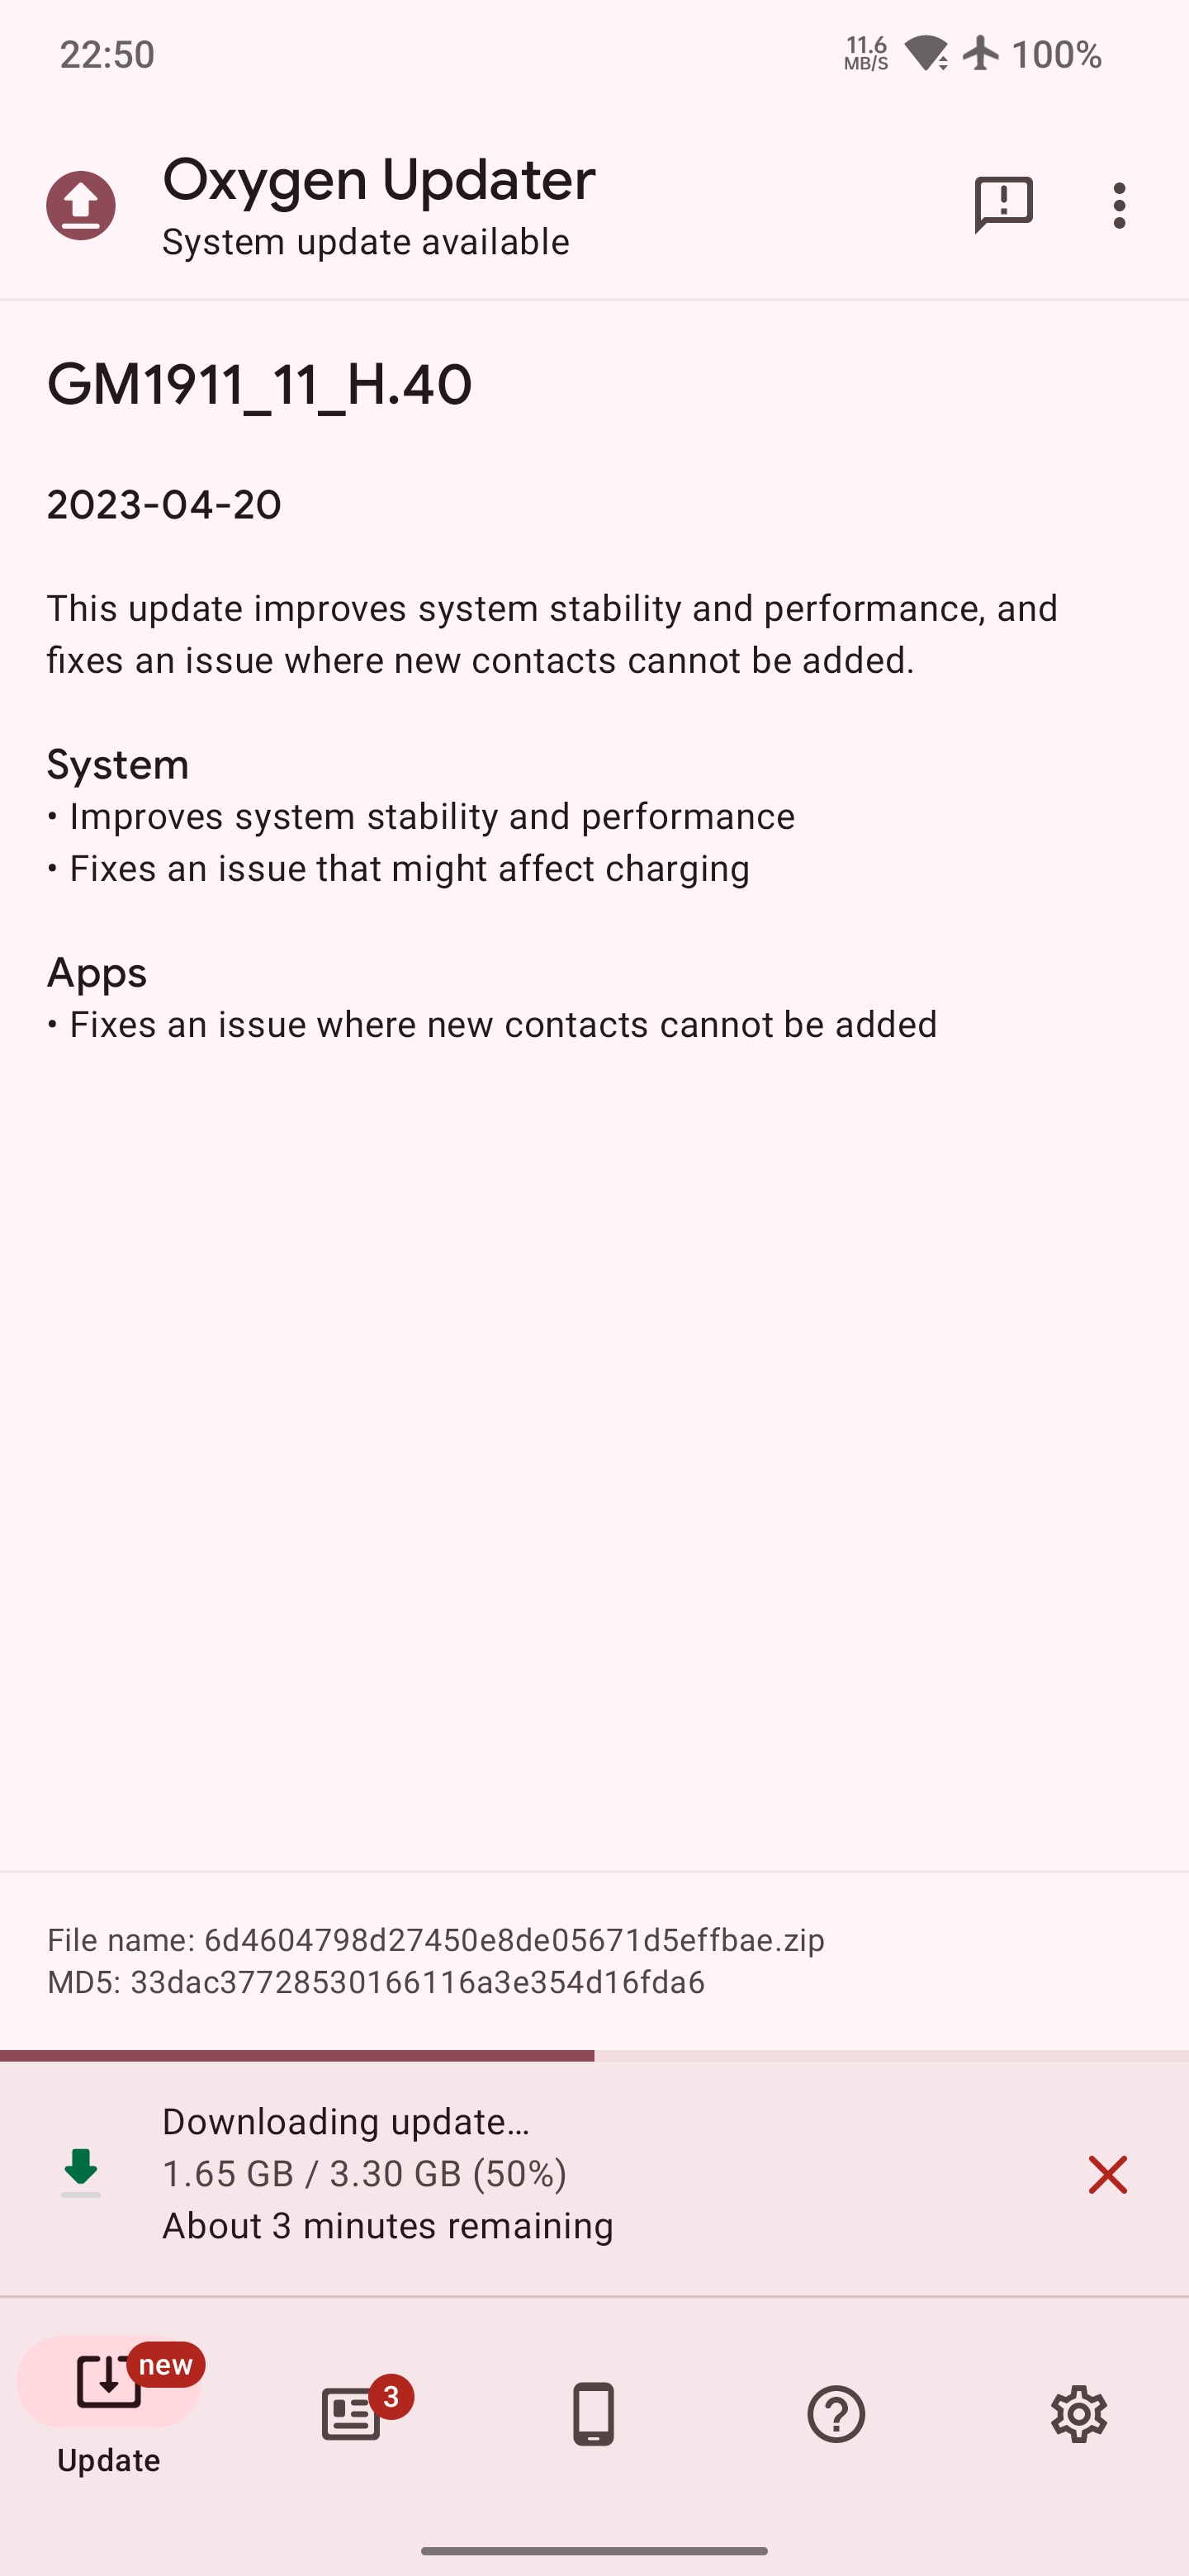 22:50
11.6
MB/S
100%
Oxygen Updater
System update available
GM1911_11_H.40
2023-04-20
This update improves system stability and performance, and
fixes an issue where new contacts cannot be added.
System
• Improves system stability and performance
• Fixes an issue that might affect charging
Apps
• Fixes an issue where new contacts cannot be added
File name: 6d4604798d27450e8de05671d5effbae.zip
MD5: 33dac37728530166116a3e354d16fda6
Downloading update…
1.65 GB / 3.30 GB (50%)
About 3 minutes remaining
new
3
Update